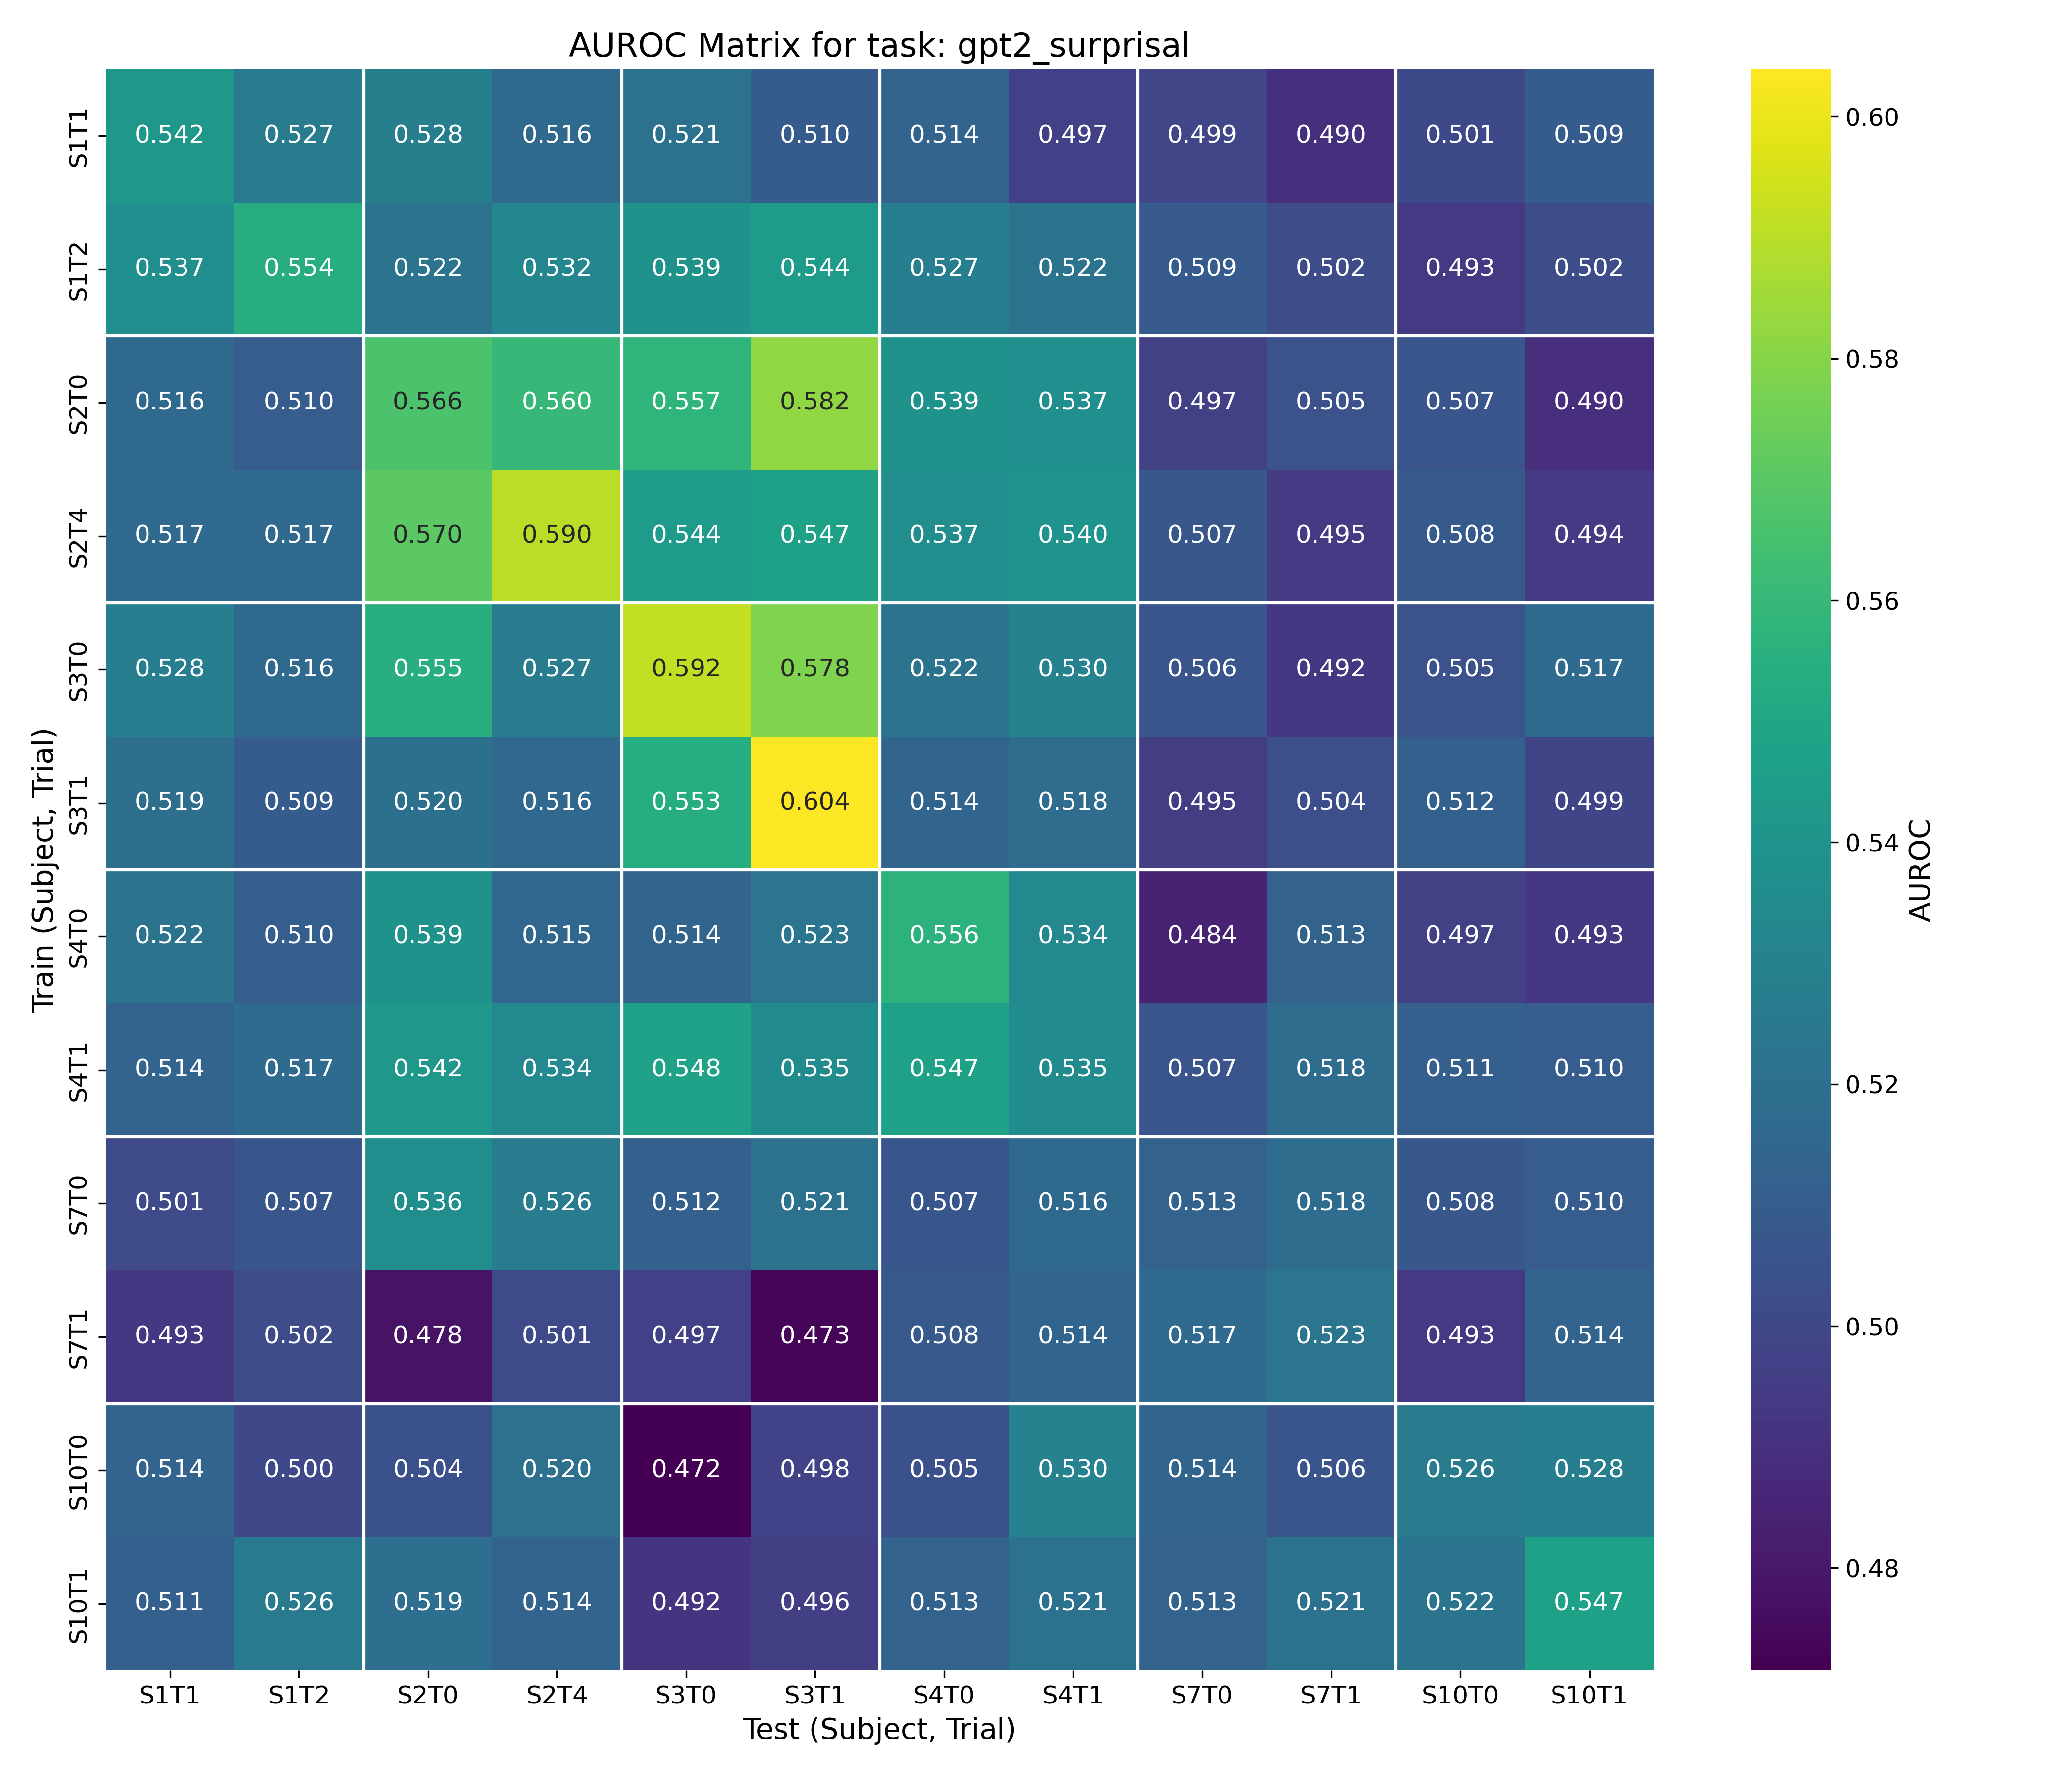 AUROC Matrix for task: gpt2_surprisal
S1T1 0.542 0.527 0.528 0.516 0.521 0.510 0.514 0.497 0.499 0.490 0.501 0.509
S1T2 0.537 0.554 0.522 0.532 0.539 0.544 0.527 0.522 0.509 0.502 0.493 0.502
S2T0 0.516 0.510 0.566 0.560 0.557 0.582 0.539 0.537 0.497 0.505 0.507 0.490
S2T4 0.517 0.517 0.570 0.590 0.544 0.547 0.537 0.540 0.507 0.495 0.508 0.494
S3T0 0.528 0.516 0.555 0.527 0.592 0.578 0.522 0.530 0.506 0.492 0.505 0.517
S3T1 0.519 0.509 0.520 0.516 0.553 0.604 0.514 0.518 0.495 0.504 0.512 0.499
S4T0 0.522 0.510 0.539 0.515 0.514 0.523 0.556 0.534 0.484 0.513 0.497 0.493
S4T1 0.514 0.517 0.542 0.534 0.548 0.535 0.547 0.535 0.507 0.518 0.511 0.510
S7T0 0.501 0.507 0.536 0.526 0.512 0.521 0.507 0.516 0.513 0.518 0.508 0.510
S7T1 0.493 0.502 0.478 0.501 0.497 0.473 0.508 0.514 0.517 0.523 0.493 0.514
S10T0 0.514 0.500 0.504 0.520 0.472 0.498 0.505 0.530 0.514 0.506 0.526 0.528
S10T1 0.511 0.526 0.519 0.514 0.492 0.496 0.513 0.521 0.513 0.521 0.522 0.547
S1T1 S1T2 S2T0 S2T4 S3T0 S3T1 S4T0 S4T1 S7T0 S7T1 S10T0 S10T1
Test (Subject, Trial)
Train (Subject, Trial)
0.60
0.58
0.56
0.54
0.52
0.50
0.48
AUROC